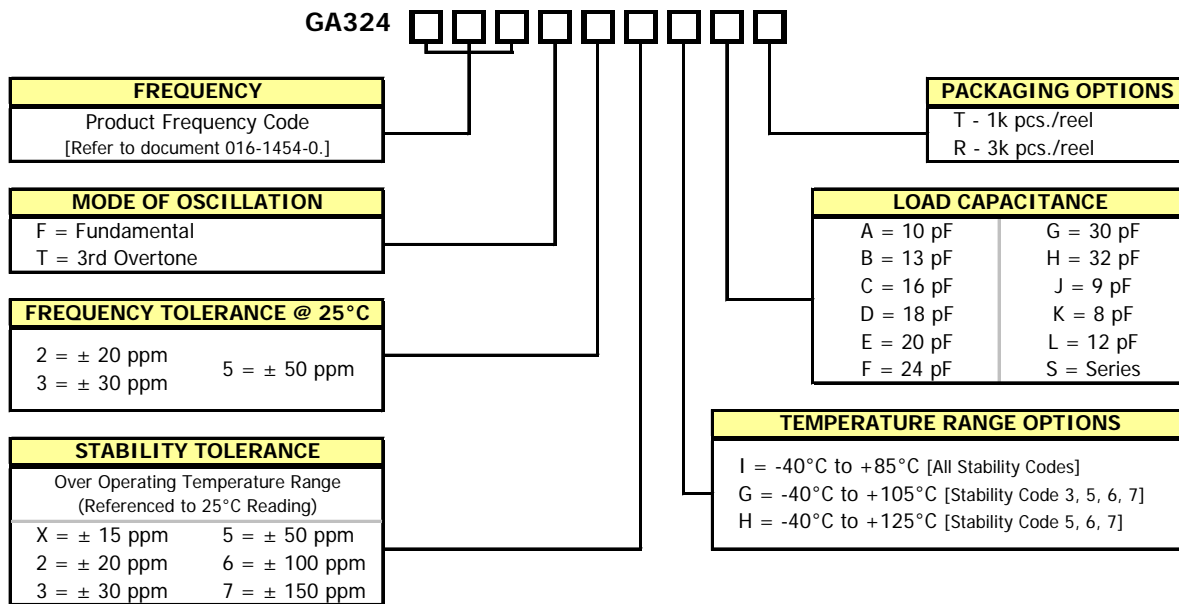 GA324
FREQUENCY
Product Frequency Code
[Refer to document 016-1454-0.]
MODE OF OSCILLATION
F = Fundamental
T = 3rd Overtone
FREQUENCY TOLERANCE @ 25°C
2 = ± 20 ppm
3 = ± 30 ppm
5 = ± 50 ppm
STABILITY TOLERANCE
Over Operating Temperature Range
(Referenced to 25°C Reading)
X = ± 15 ppm
2 = ± 20 ppm
3 = ± 30 ppm
5 = ± 50 ppm
6 = ± 100 ppm
7 = ± 150 ppm
PACKAGING OPTIONS
T - 1k pcs./reel
R - 3k pcs./reel
LOAD CAPACITANCE
A = 10 pF
B = 13 pF
C = 16 pF
D = 18 pF
E = 20 pF
F = 24 pF
G = 30 pF
H = 32 pF
J = 9 pF
K = 8 pF
L = 12 pF
S = Series
TEMPERATURE RANGE OPTIONS
I = -40°C to +85°C [All Stability Codes]
G = -40°C to +105°C [Stability Code 3, 5, 6, 7]
H = -40°C to +125°C [Stability Code 5, 6, 7]